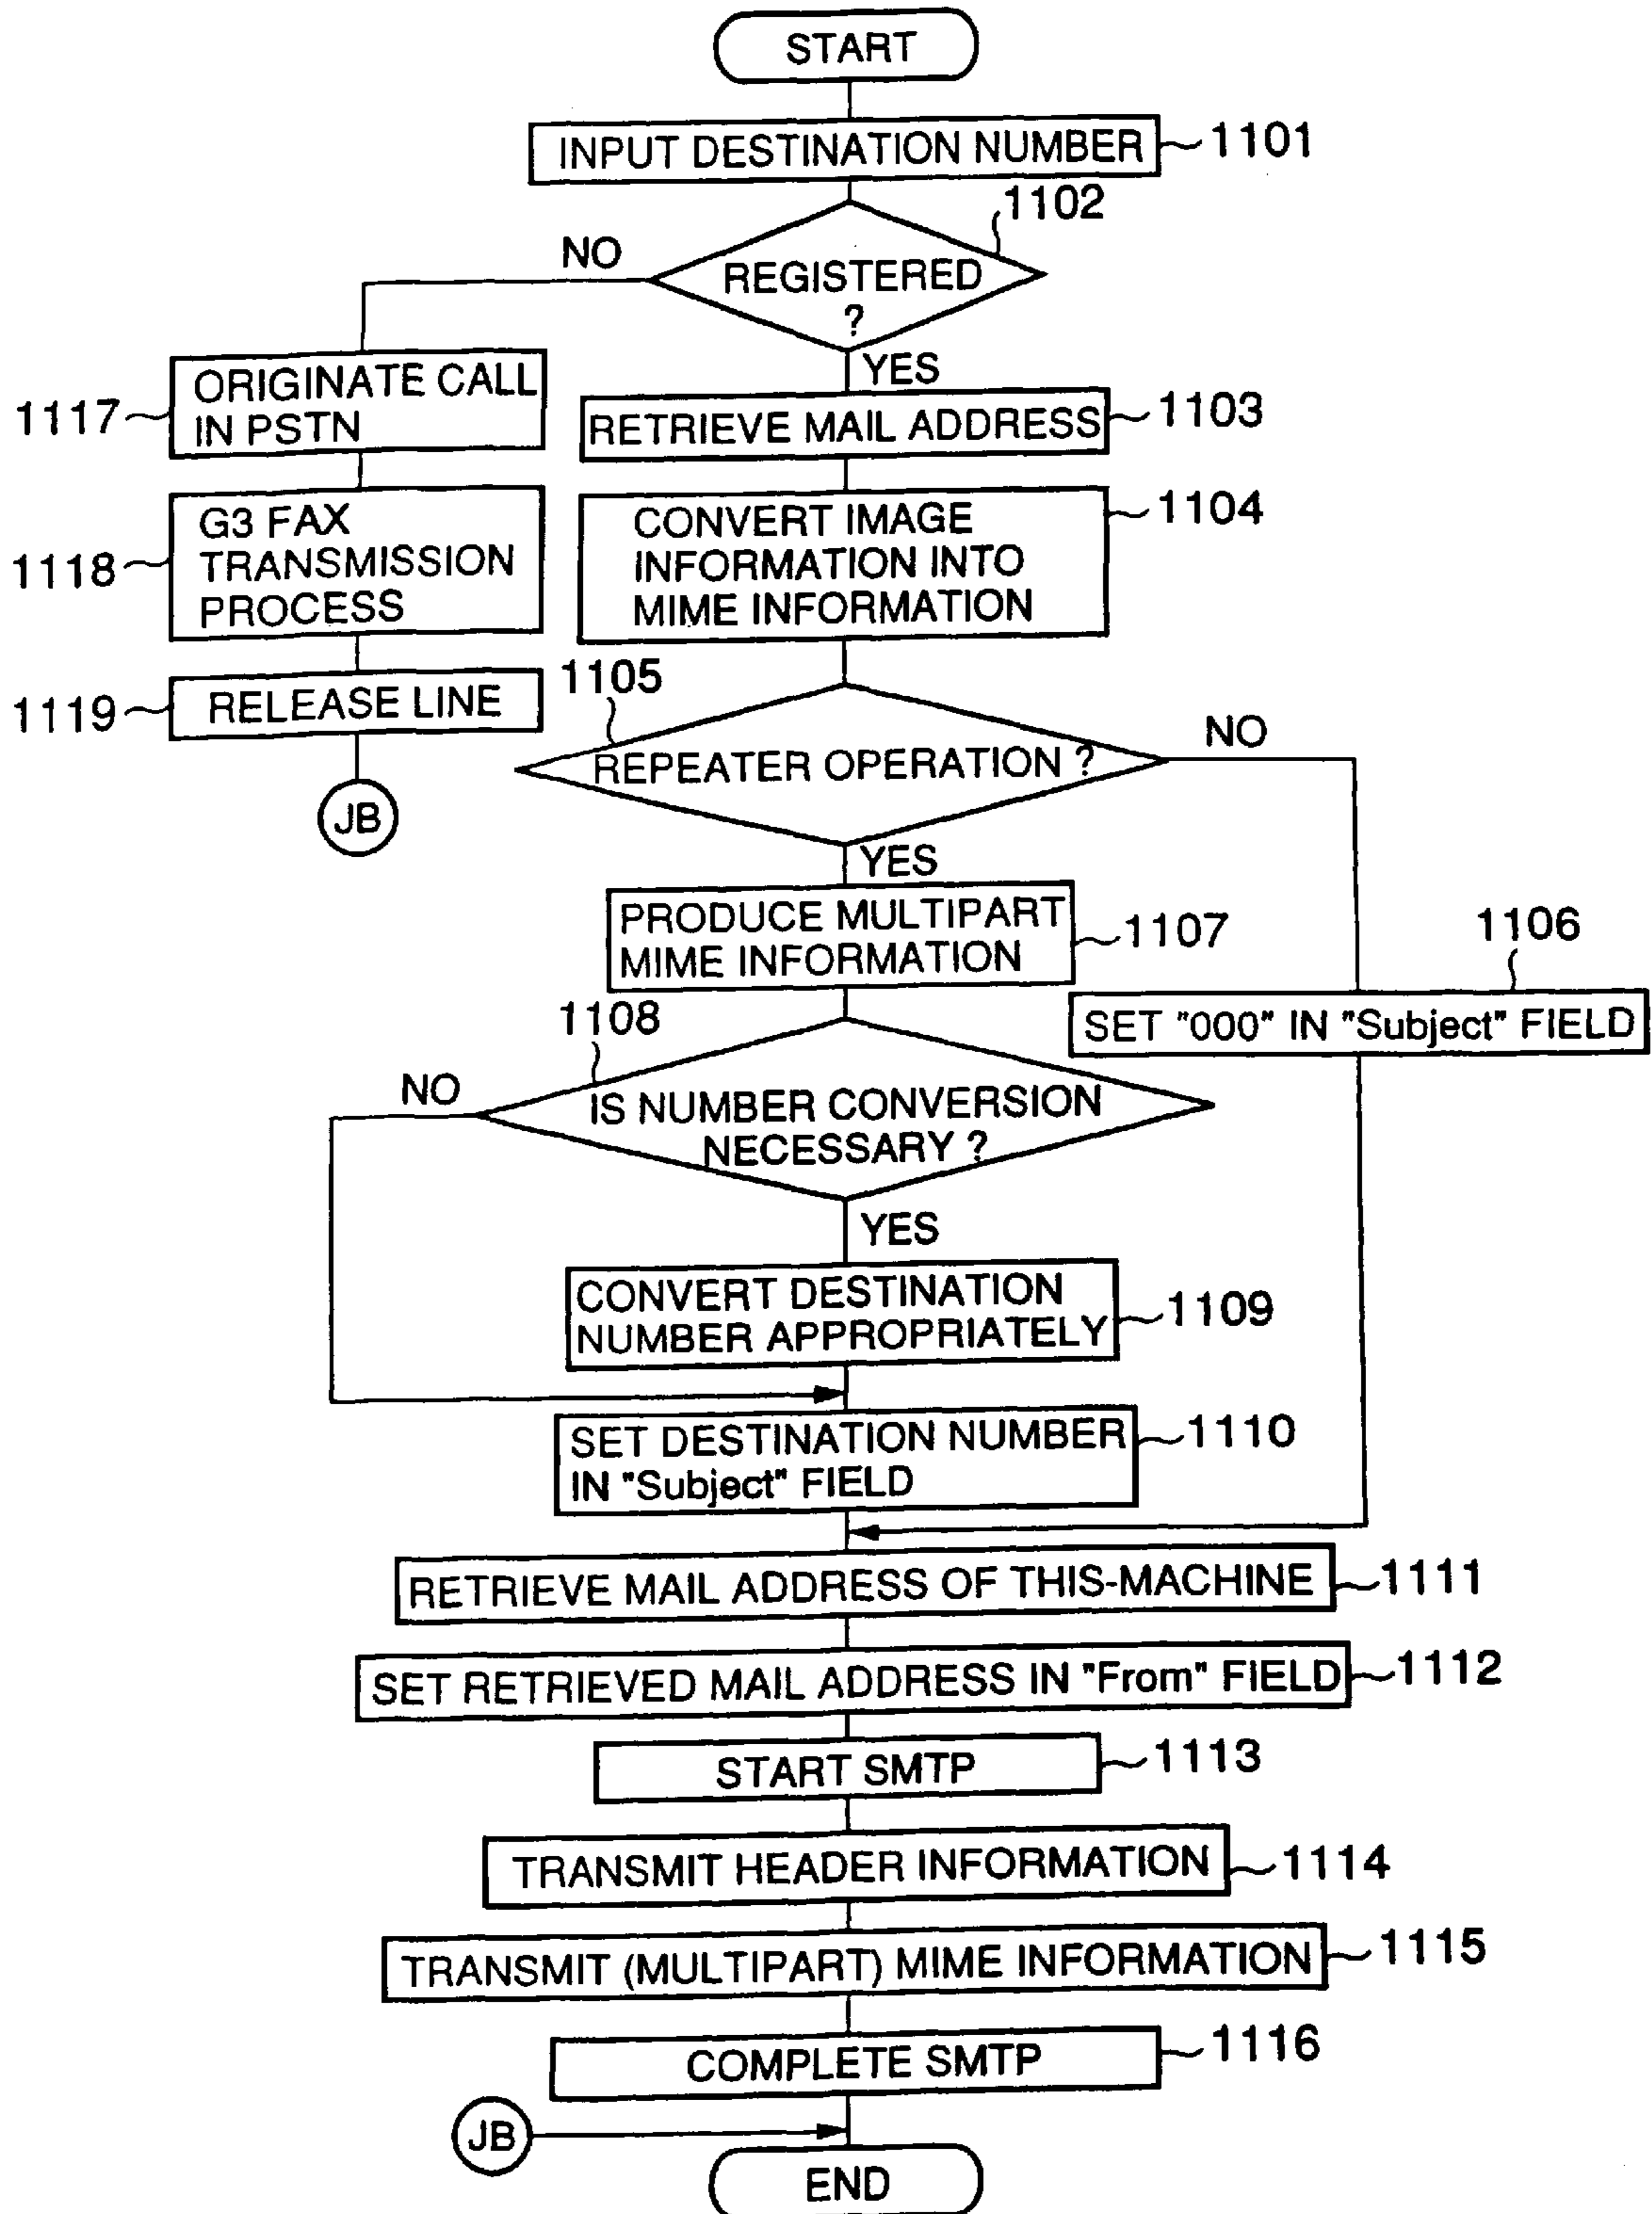 START
INPUT DESTINATION NUMBER
1101
1102
NO
REGISTERED
?
YES
ORIGINATE CALL
IN PSTN
1117
RETRIEVE MAIL ADDRESS
1103
G3 FAX
TRANSMISSION
PROCESS
1118
CONVERT IMAGE
INFORMATION INTO
MIME INFORMATION
1104
1119
RELEASE LINE
JB
1105
REPEATER OPERATION ?
NO
YES
PRODUCE MULTIPART
MIME INFORMATION
1107
1106
SET "000" IN "Subject" FIELD
1108
NO
IS NUMBER CONVERSION
NECESSARY ?
YES
CONVERT DESTINATION
NUMBER APPROPRIATELY
1109
SET DESTINATION NUMBER
IN "Subject" FIELD
1110
RETRIEVE MAIL ADDRESS OF THIS-MACHINE
1111
SET RETRIEVED MAIL ADDRESS IN "From" FIELD
1112
START SMTP
1113
TRANSMIT HEADER INFORMATION
1114
TRANSMIT (MULTIPART) MIME INFORMATION
1115
COMPLETE SMTP
1116
JB
END